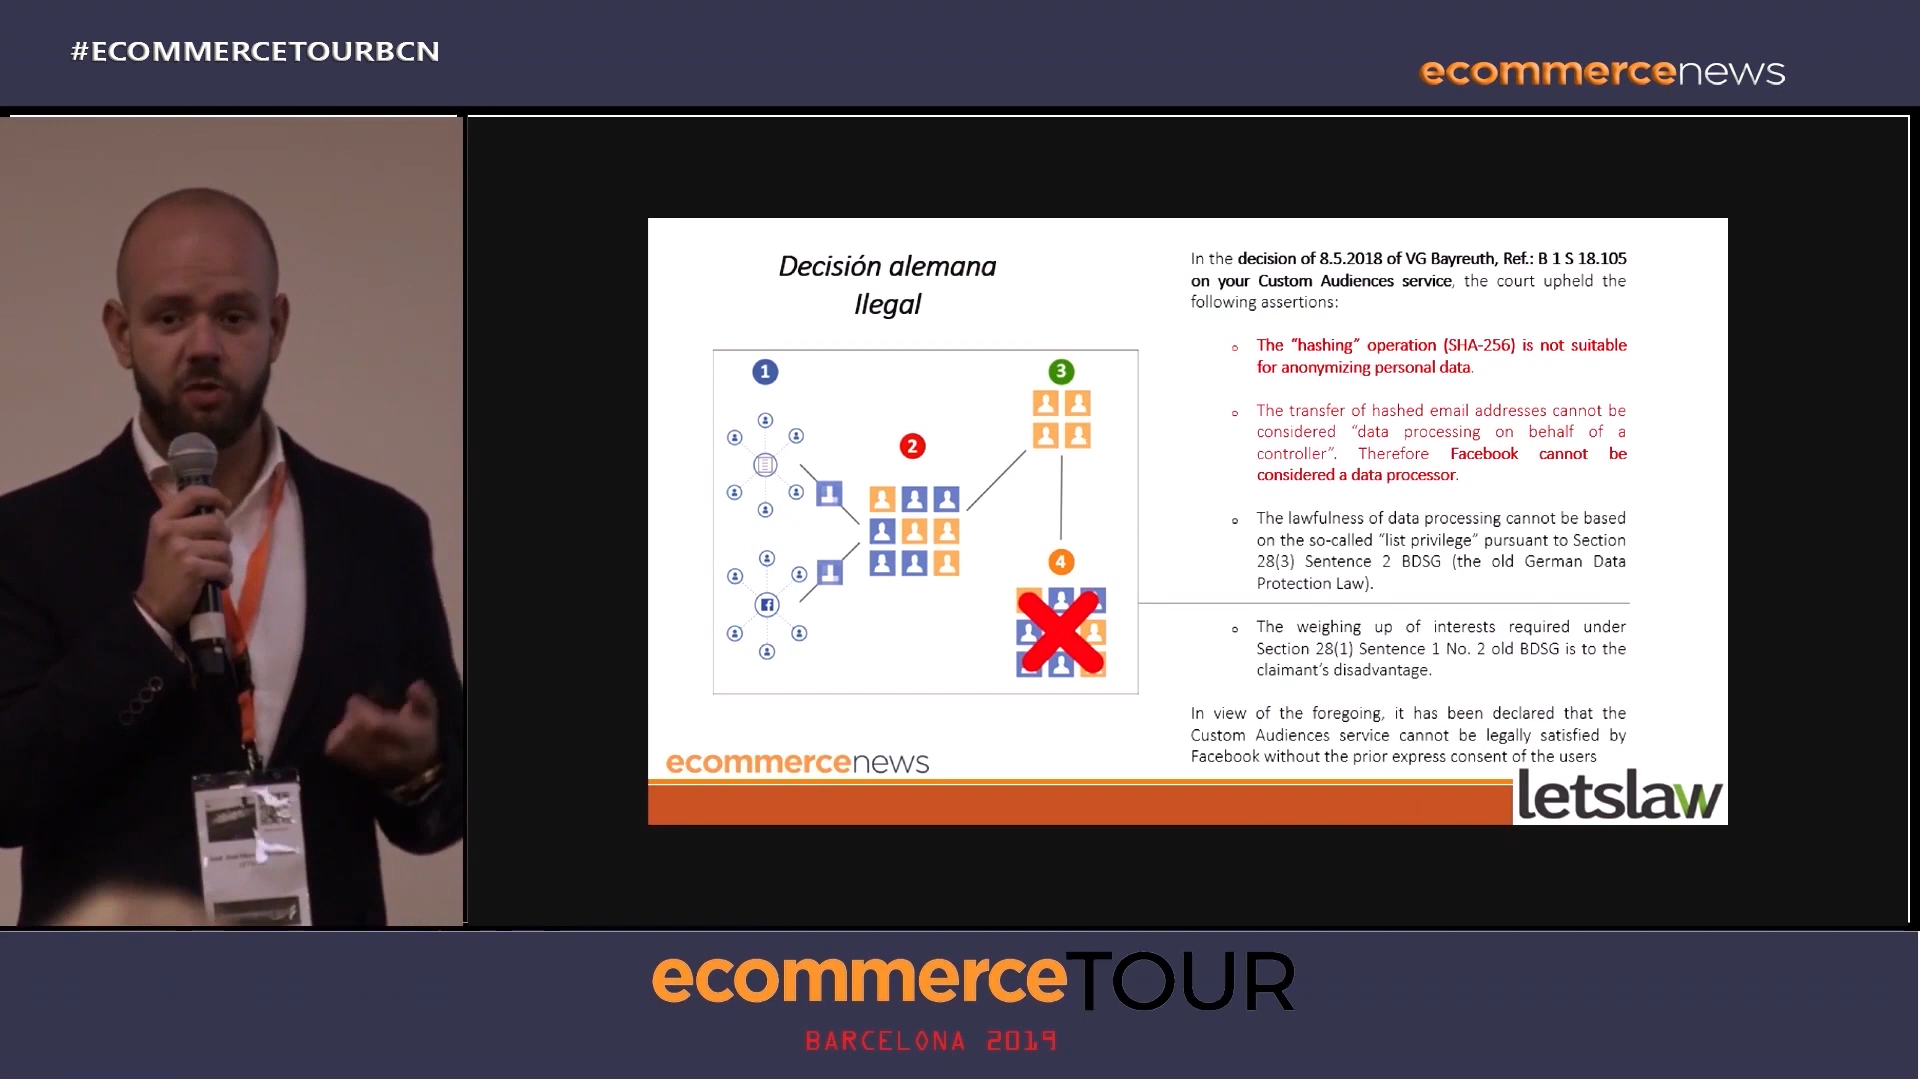 #ECOMMERCETOURBCN
ecommercenews
Decisión alemana
Ilegal
1
2
3
4
In the decision of 8.5.2018 of VG Bayreuth, Ref.: B 1 S 18.105
on your Custom Audiences service, the court upheld the
following assertions:
The “hashing” operation (SHA-256) is not suitable
for anonymizing personal data.
The transfer of hashed email addresses cannot be
considered “data processing on behalf of a
controller”. Therefore Facebook cannot be
considered a data processor.
The lawfulness of data processing cannot be based
on the so-called “list privilege” pursuant to Section
28(3) Sentence 2 BDSG (the old German Data
Protection Law).
The weighing up of interests required under
Section 28(1) Sentence 1 No. 2 old BDSG is to the
claimant’s disadvantage.
In view of the foregoing, it has been declared that the
Custom Audiences service cannot be legally satisfied by
Facebook without the prior express consent of the users
ecommercenews
letslaw
ecommerceTOUR
BARCELONA 2019